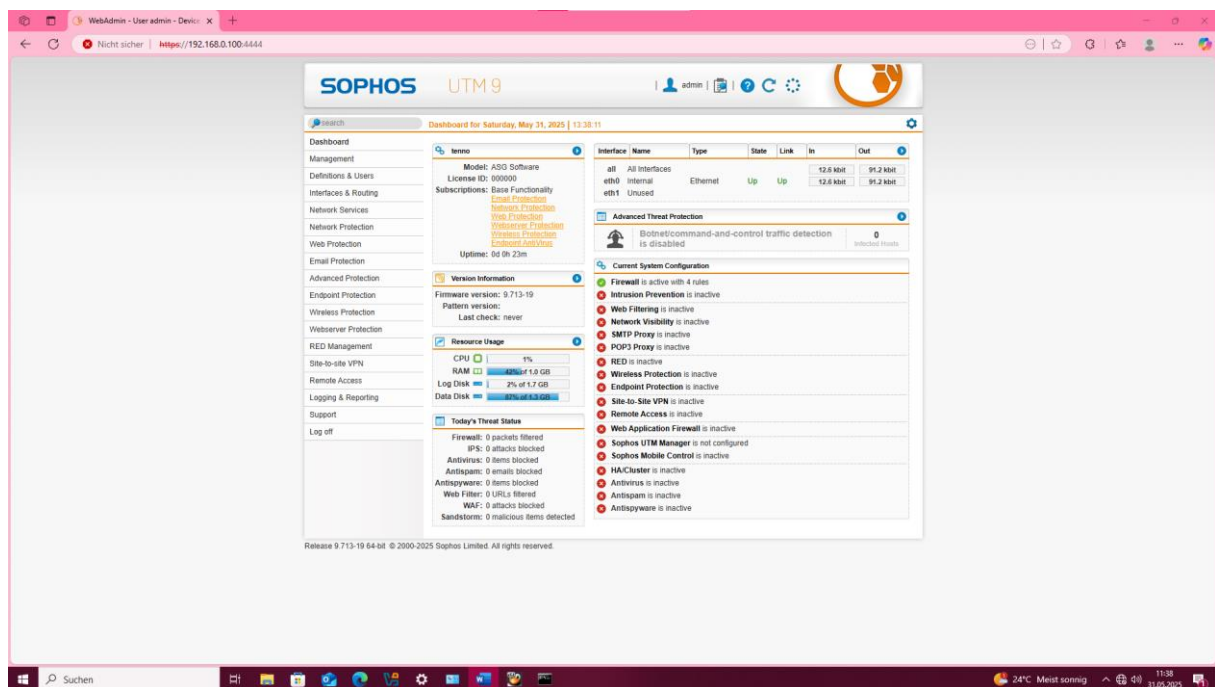 WebAdmin - User admin - Device
Nicht sicher
https://192.168.0.100:4444
SOPHOS UTM 9
admin
search
Dashboard for Saturday, May 31, 2025 | 13:38:11
Dashboard
Management
Definitions & Users
Interfaces & Routing
Network Services
Network Protection
Web Protection
Email Protection
Advanced Protection
Endpoint Protection
Wireless Protection
Webserver Protection
RED Management
Site-to-site VPN
Remote Access
Logging & Reporting
Support
Log off
tenno
Model: ASG Software
License ID: 000000
Subscriptions: Base Functionality
Email Protection
Network Protection
Web Protection
Webserver Protection
Wireless Protection
Endpoint AntiVirus
Uptime: 0d 0h 23m
Version Information
Firmware version: 9.713-19
Pattern version:
Last check: never
Resource Usage
CPU 1%
RAM 42% of 1.0 GB
Log Disk 2% of 1.7 GB
Data Disk 87% of 1.3 GB
Today's Threat Status
Firewall: 0 packets filtered
IPS: 0 attacks blocked
Antivirus: 0 items blocked
Antispam: 0 emails blocked
Antispyware: 0 items blocked
Web Filter: 0 URLs filtered
WAF: 0 attacks blocked
Sandstorm: 0 malicious items detected
Interface Name Type State Link In Out
all All Interfaces 12.6 kbit 91.2 kbit
eth0 Internal Ethernet Up Up 12.6 kbit 91.2 kbit
eth1 Unused
Advanced Threat Protection
Botnet/command-and-control traffic detection
is disabled
0
Infected Hosts
Current System Configuration
Firewall is active with 4 rules
Intrusion Prevention is inactive
Web Filtering is inactive
Network Visibility is inactive
SMTP Proxy is inactive
POP3 Proxy is inactive
RED is inactive
Wireless Protection is inactive
Endpoint Protection is inactive
Site-to-Site VPN is inactive
Remote Access is inactive
Web Application Firewall is inactive
Sophos UTM Manager is not configured
Sophos Mobile Control is inactive
HA/Cluster is inactive
Antivirus is inactive
Antispam is inactive
Antispyware is inactive
Release 9.713-19 64-bit © 2000-2025 Sophos Limited. All rights reserved.
Suchen
24°C Meist sonnig
11:38
31.05.2025